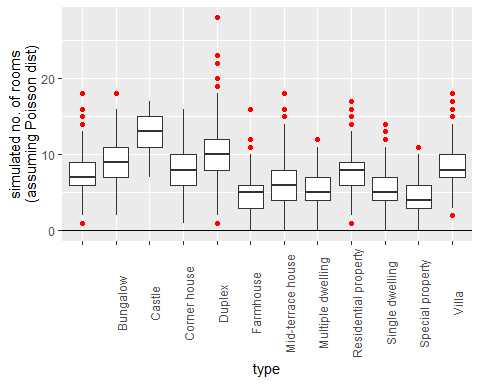 simulated no. of rooms
(assuming Poisson dist)
20
10
0
Bungalow
Castle
Corner house
Duplex
Farmhouse
Mid-terrace house
Multiple dwelling
Residential property
Single dwelling
Special property
Villa
type